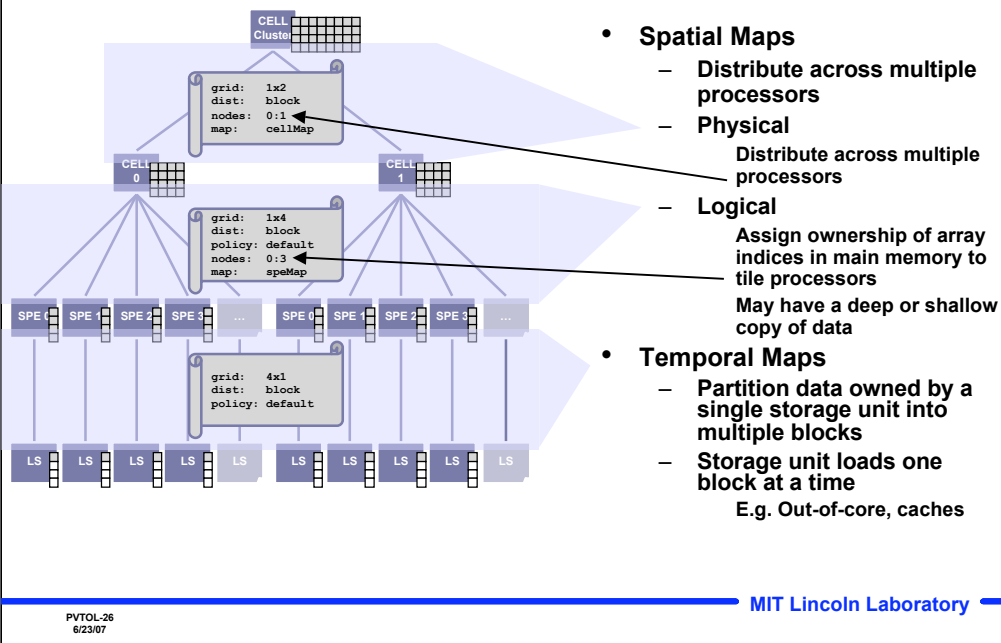 CELL
Cluster
grid: 1x2
dist: block
nodes: 0:1
map: cellMap
CELL
0
CELL
1
grid: 1x4
dist: block
policy: default
nodes: 0:3
map: speMap
SPE 0 SPE 1 SPE 2 SPE 3 … SPE 0 SPE 1 SPE 2 SPE 3 …
grid: 4x1
dist: block
policy: default
LS LS LS LS LS LS LS LS LS LS
• Spatial Maps
– Distribute across multiple
processors
– Physical
Distribute across multiple
processors
– Logical
Assign ownership of array
indices in main memory to
tile processors
May have a deep or shallow
copy of data
• Temporal Maps
– Partition data owned by a
single storage unit into
multiple blocks
– Storage unit loads one
block at a time
E.g. Out-of-core, caches
MIT Lincoln Laboratory
PVTOL-26
6/23/07